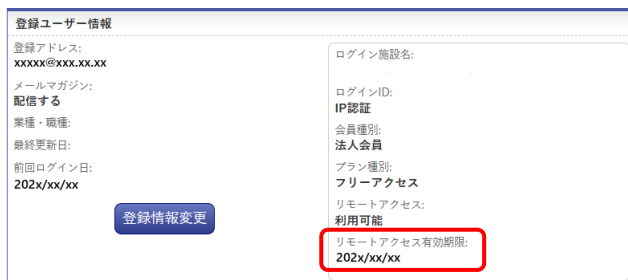 登録ユーザー情報
登録アドレス:
xxxxx@xxx.xx.xx
メールマガジン:
配信する
業種・職種:
最終更新日:
前回ログイン日:
202x/xx/xx
登録情報変更
ログイン施設名:
ログインID:
IP認証
会員種別:
法人会員
プラン種別:
フリーアクセス
リモートアクセス:
利用可能
リモートアクセス有効期限:
202x/xx/xx